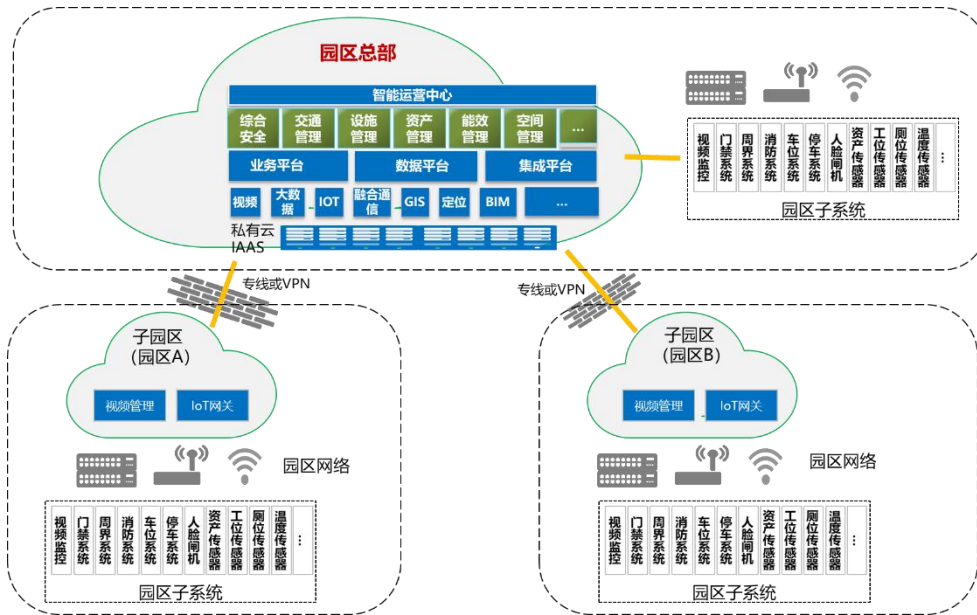 园区总部
智能运营中心
综合安全
交通管理
设施管理
资产管理
能效管理
空间管理
...
业务平台
数据平台
集成平台
视频
大数据
IOT
融合通信
GIS
定位
BIM
...
私有云
IAAS
视频监控
门禁系统
周界系统
消防系统
车位系统
停车系统
人脸闸机
资产传感器
工位传感器
厕位传感器
温度传感器
...
园区子系统
专线或VPN
专线或VPN
子园区
(园区A)
视频管理
IoT网关
园区网络
视频监控
门禁系统
周界系统
消防系统
车位系统
停车系统
人脸闸机
资产传感器
工位传感器
厕位传感器
温度传感器
...
园区子系统
子园区
(园区B)
视频管理
IoT网关
园区网络
视频监控
门禁系统
周界系统
消防系统
车位系统
停车系统
人脸闸机
资产传感器
工位传感器
厕位传感器
温度传感器
...
园区子系统